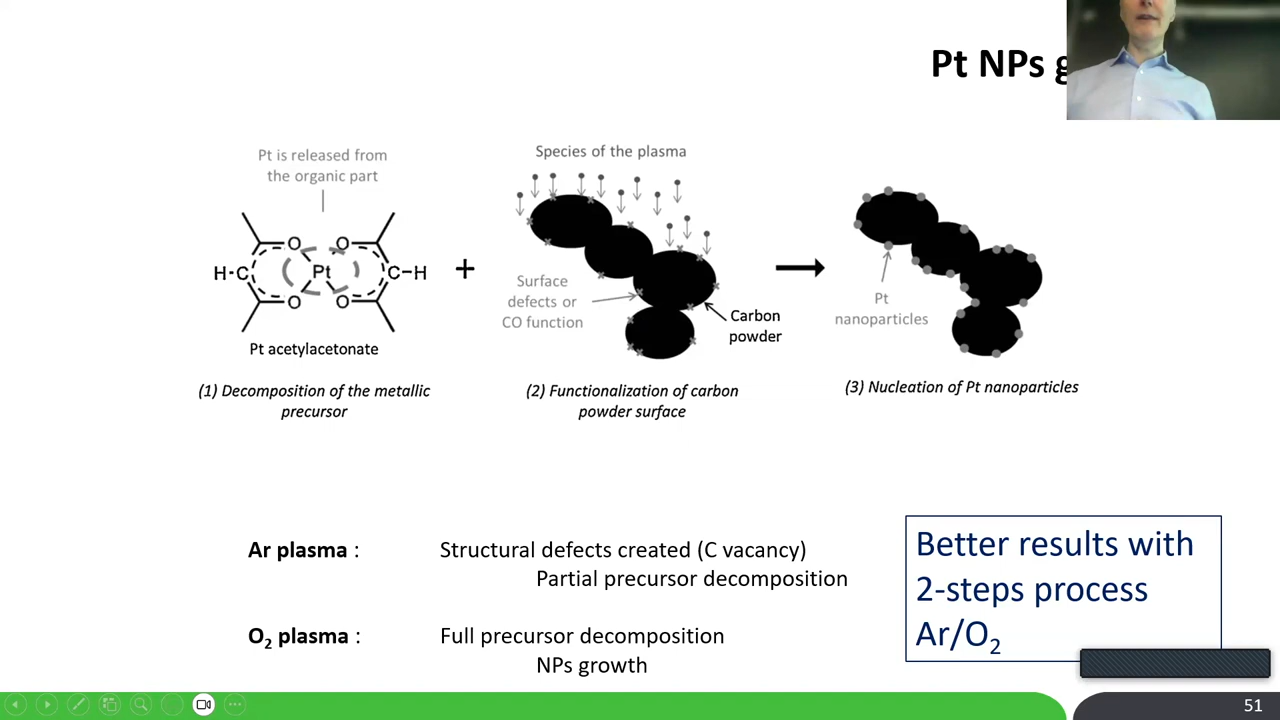 Pt NPs
Pt is released from
the organic part
H
C
O
O
Pt
O
O
C
H
Pt acetylacetonate
(1) Decomposition of the metallic
precursor
+
Species of the plasma
Surface
defects or
CO function
Carbon
powder
(2) Functionalization of carbon
powder surface
Pt
nanoparticles
(3) Nucleation of Pt nanoparticles
Ar plasma : Structural defects created (C vacancy)
Partial precursor decomposition
O₂ plasma : Full precursor decomposition
NPs growth
Better results with
2-steps process
Ar/O₂
51